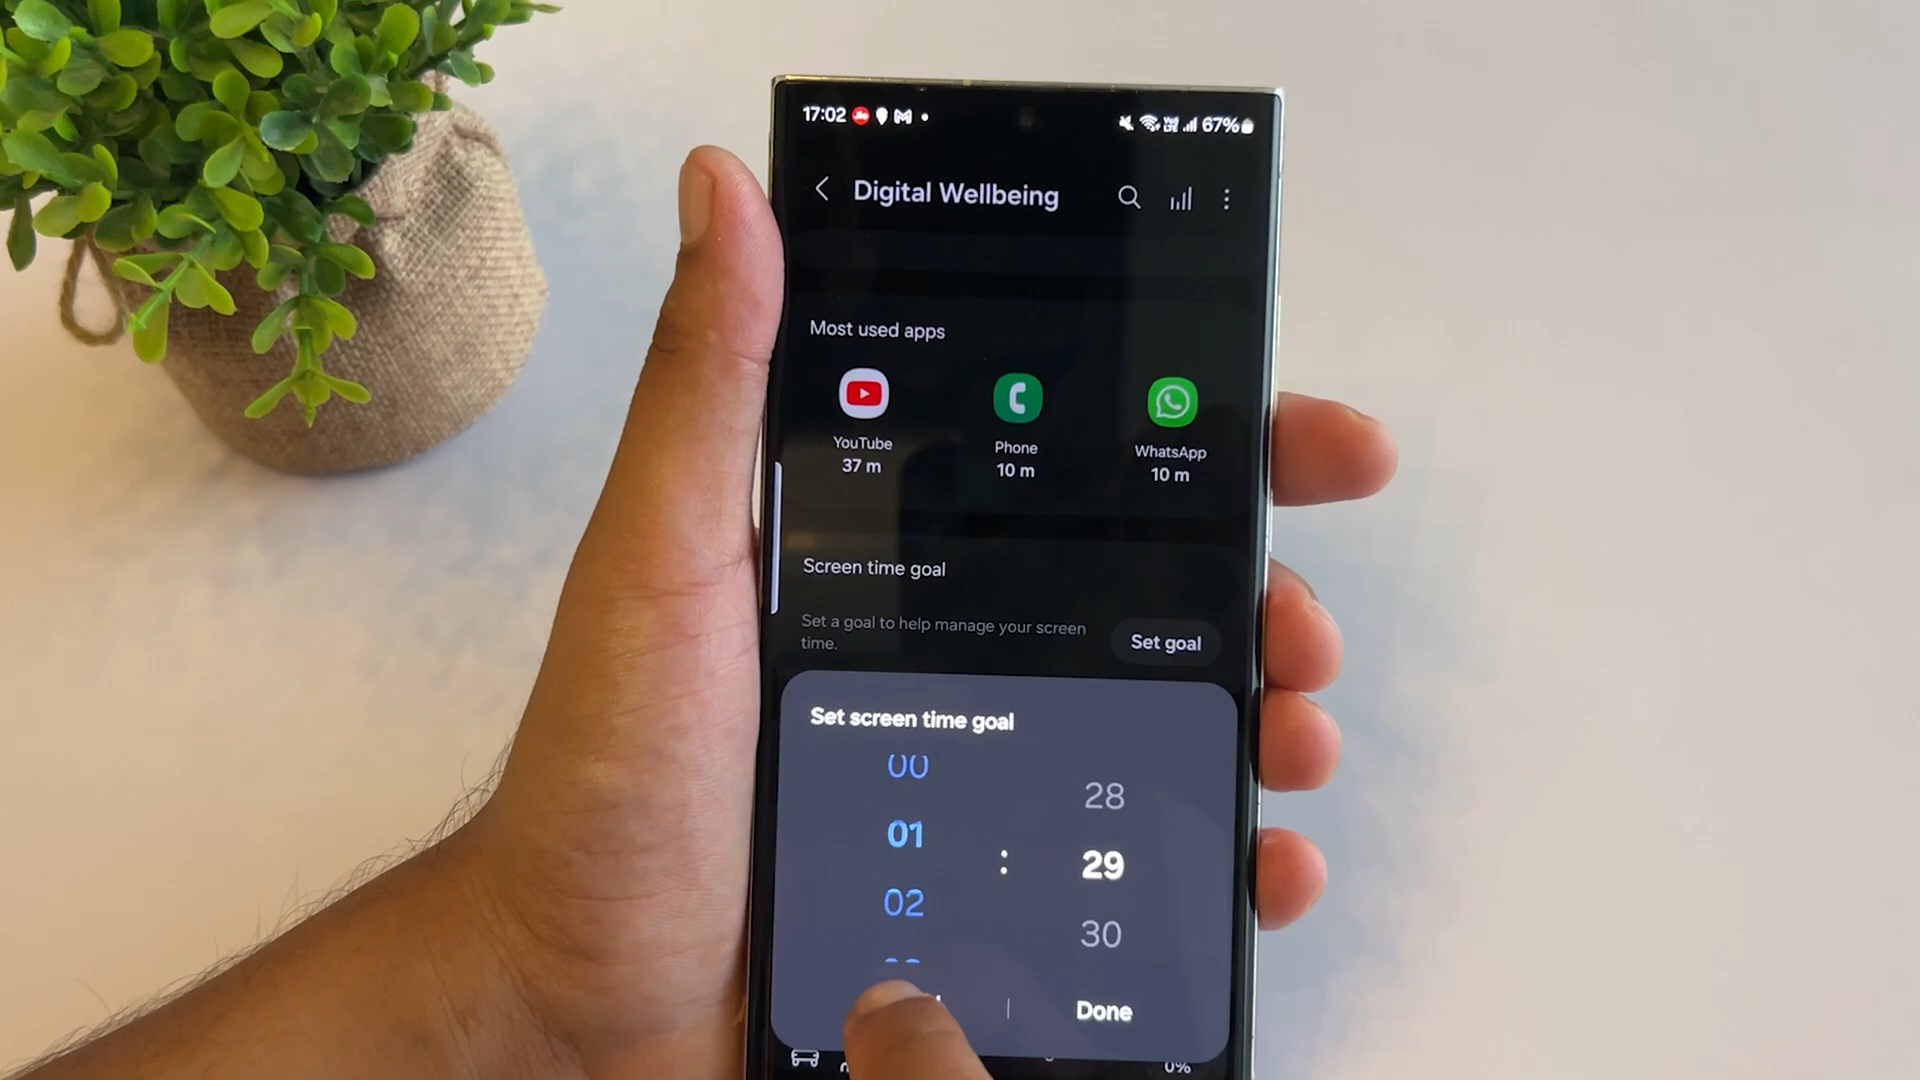 17:02
67%
Digital Wellbeing
Most used apps
YouTube
37 m
Phone
10 m
WhatsApp
10 m
Screen time goal
Set a goal to help manage your screen
time.
Set goal
Set screen time goal
00
01
02
:
28
29
30
Done
0%